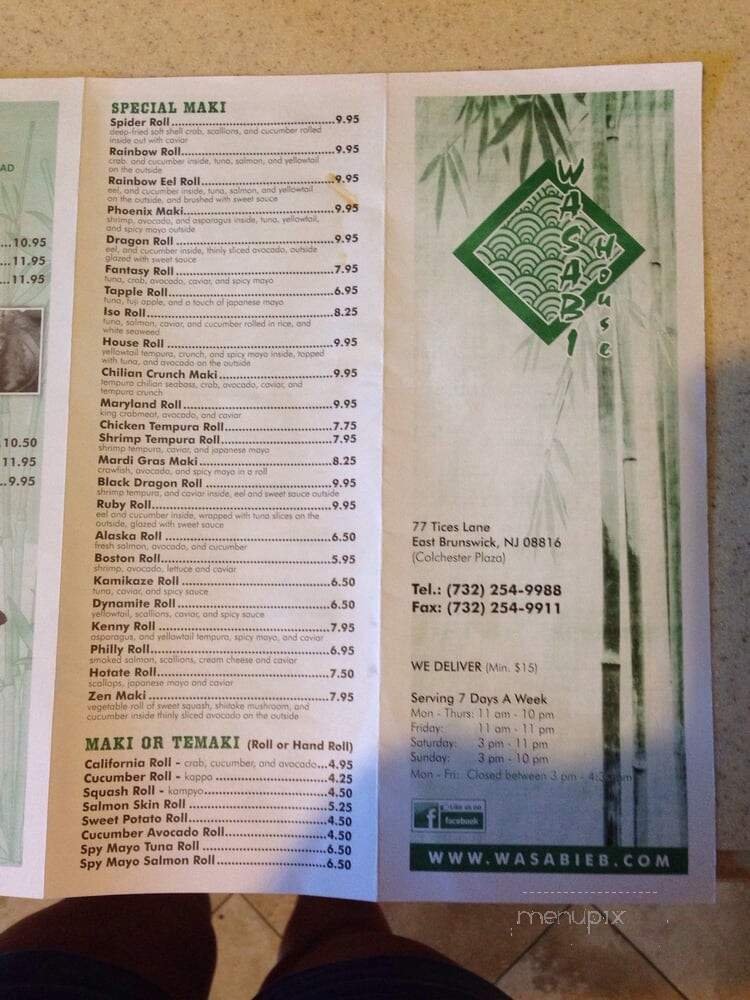 AD
...10.95
...11.95
...11.95
.10.50
11.95
..9.95
SPECIAL MAKI
Spider Roll 9.95
deep-fried soft shell crab, scallions, and cucumber rolled
inside out with caviar
Rainbow Roll 9.95
crab, and cucumber inside, tuna, salmon, and yellowtail
on the outside
Rainbow Eel Roll 9.95
eel, and cucumber inside, tuna, salmon, and yellowtail
on the outside, and brushed with sweet sauce
Phoenix Maki 9.95
shrimp, avocado, and asparagus inside, tuna, yellowtail,
and spicy mayo outside
Dragon Roll 9.95
eel, and cucumber inside, thinly sliced avocado, outside
glazed with sweet sauce
Fantasy Roll 7.95
tuna, crab, avocado, caviar, and spicy mayo
Tapple Roll 6.95
tuna, fuji apple, and a touch of japanese mayo
Iso Roll 8.25
tuna, salmon, caviar, and cucumber rolled in rice, and
white seaweed
House Roll 9.95
yellowtail tempura, crunch, and spicy mayo inside, topped
with tuna, and avocado on the outside
Chilian Crunch Maki 9.95
tempura chilian seabass, crab, avocado, caviar, and
tempura crunch
Maryland Roll 9.95
king crabmeat, avocado, and caviar
Chicken Tempura Roll 7.75
Shrimp Tempura Roll 7.95
shrimp tempura, caviar, and japanese mayo
Mardi Gras Maki 8.25
crawfish, avocado, and spicy mayo in a roll
Black Dragon Roll 9.95
shrimp tempura, and caviar inside, eel and sweet sauce outside
Ruby Roll 9.95
eel and cucumber inside, wrapped with tuna slices on the
outside, glazed with sweet sauce
Alaska Roll 6.50
fresh salmon, avocado, and cucumber
Boston Roll 5.95
shrimp, avocado, lettuce and caviar
Kamikaze Roll 6.50
tuna, caviar, and spicy sauce
Dynamite Roll 6.50
yellowtail, scallions, caviar, and spicy sauce
Kenny Roll 7.95
asparagus, and yellowtail tempura, spicy mayo, and caviar
Philly Roll 6.95
smoked salmon, scallions, cream cheese and caviar
Hotate Roll 7.50
scallops, japanese mayo and caviar
Zen Maki 7.95
vegetable roll of sweet squash, shiitake mushroom, and
cucumber inside thinly sliced avocado on the outside
MAKI OR TEMAKI (Roll or Hand Roll)
California Roll - crab, cucumber, and avocado...4.95
Cucumber Roll - kappa 4.25
Squash Roll - kampyo 4.50
Salmon Skin Roll 5.25
Sweet Potato Roll 4.50
Cucumber Avocado Roll 4.50
Spy Mayo Tuna Roll 6.50
Spy Mayo Salmon Roll 6.50
WASABI
House
77 Tices Lane
East Brunswick, NJ 08816
(Colchester Plaza)
Tel.: (732) 254-9988
Fax: (732) 254-9911
WE DELIVER (Min. $15)
Serving 7 Days A Week
Mon - Thurs: 11 am - 10 pm
Friday: 11 am - 11 pm
Saturday: 3 pm - 11 pm
Sunday: 3 pm - 10 pm
Mon - Fri: Closed between 3 pm - 4:30pm
f Like us on
facebook
WWW.WASABIEB.COM
menupix